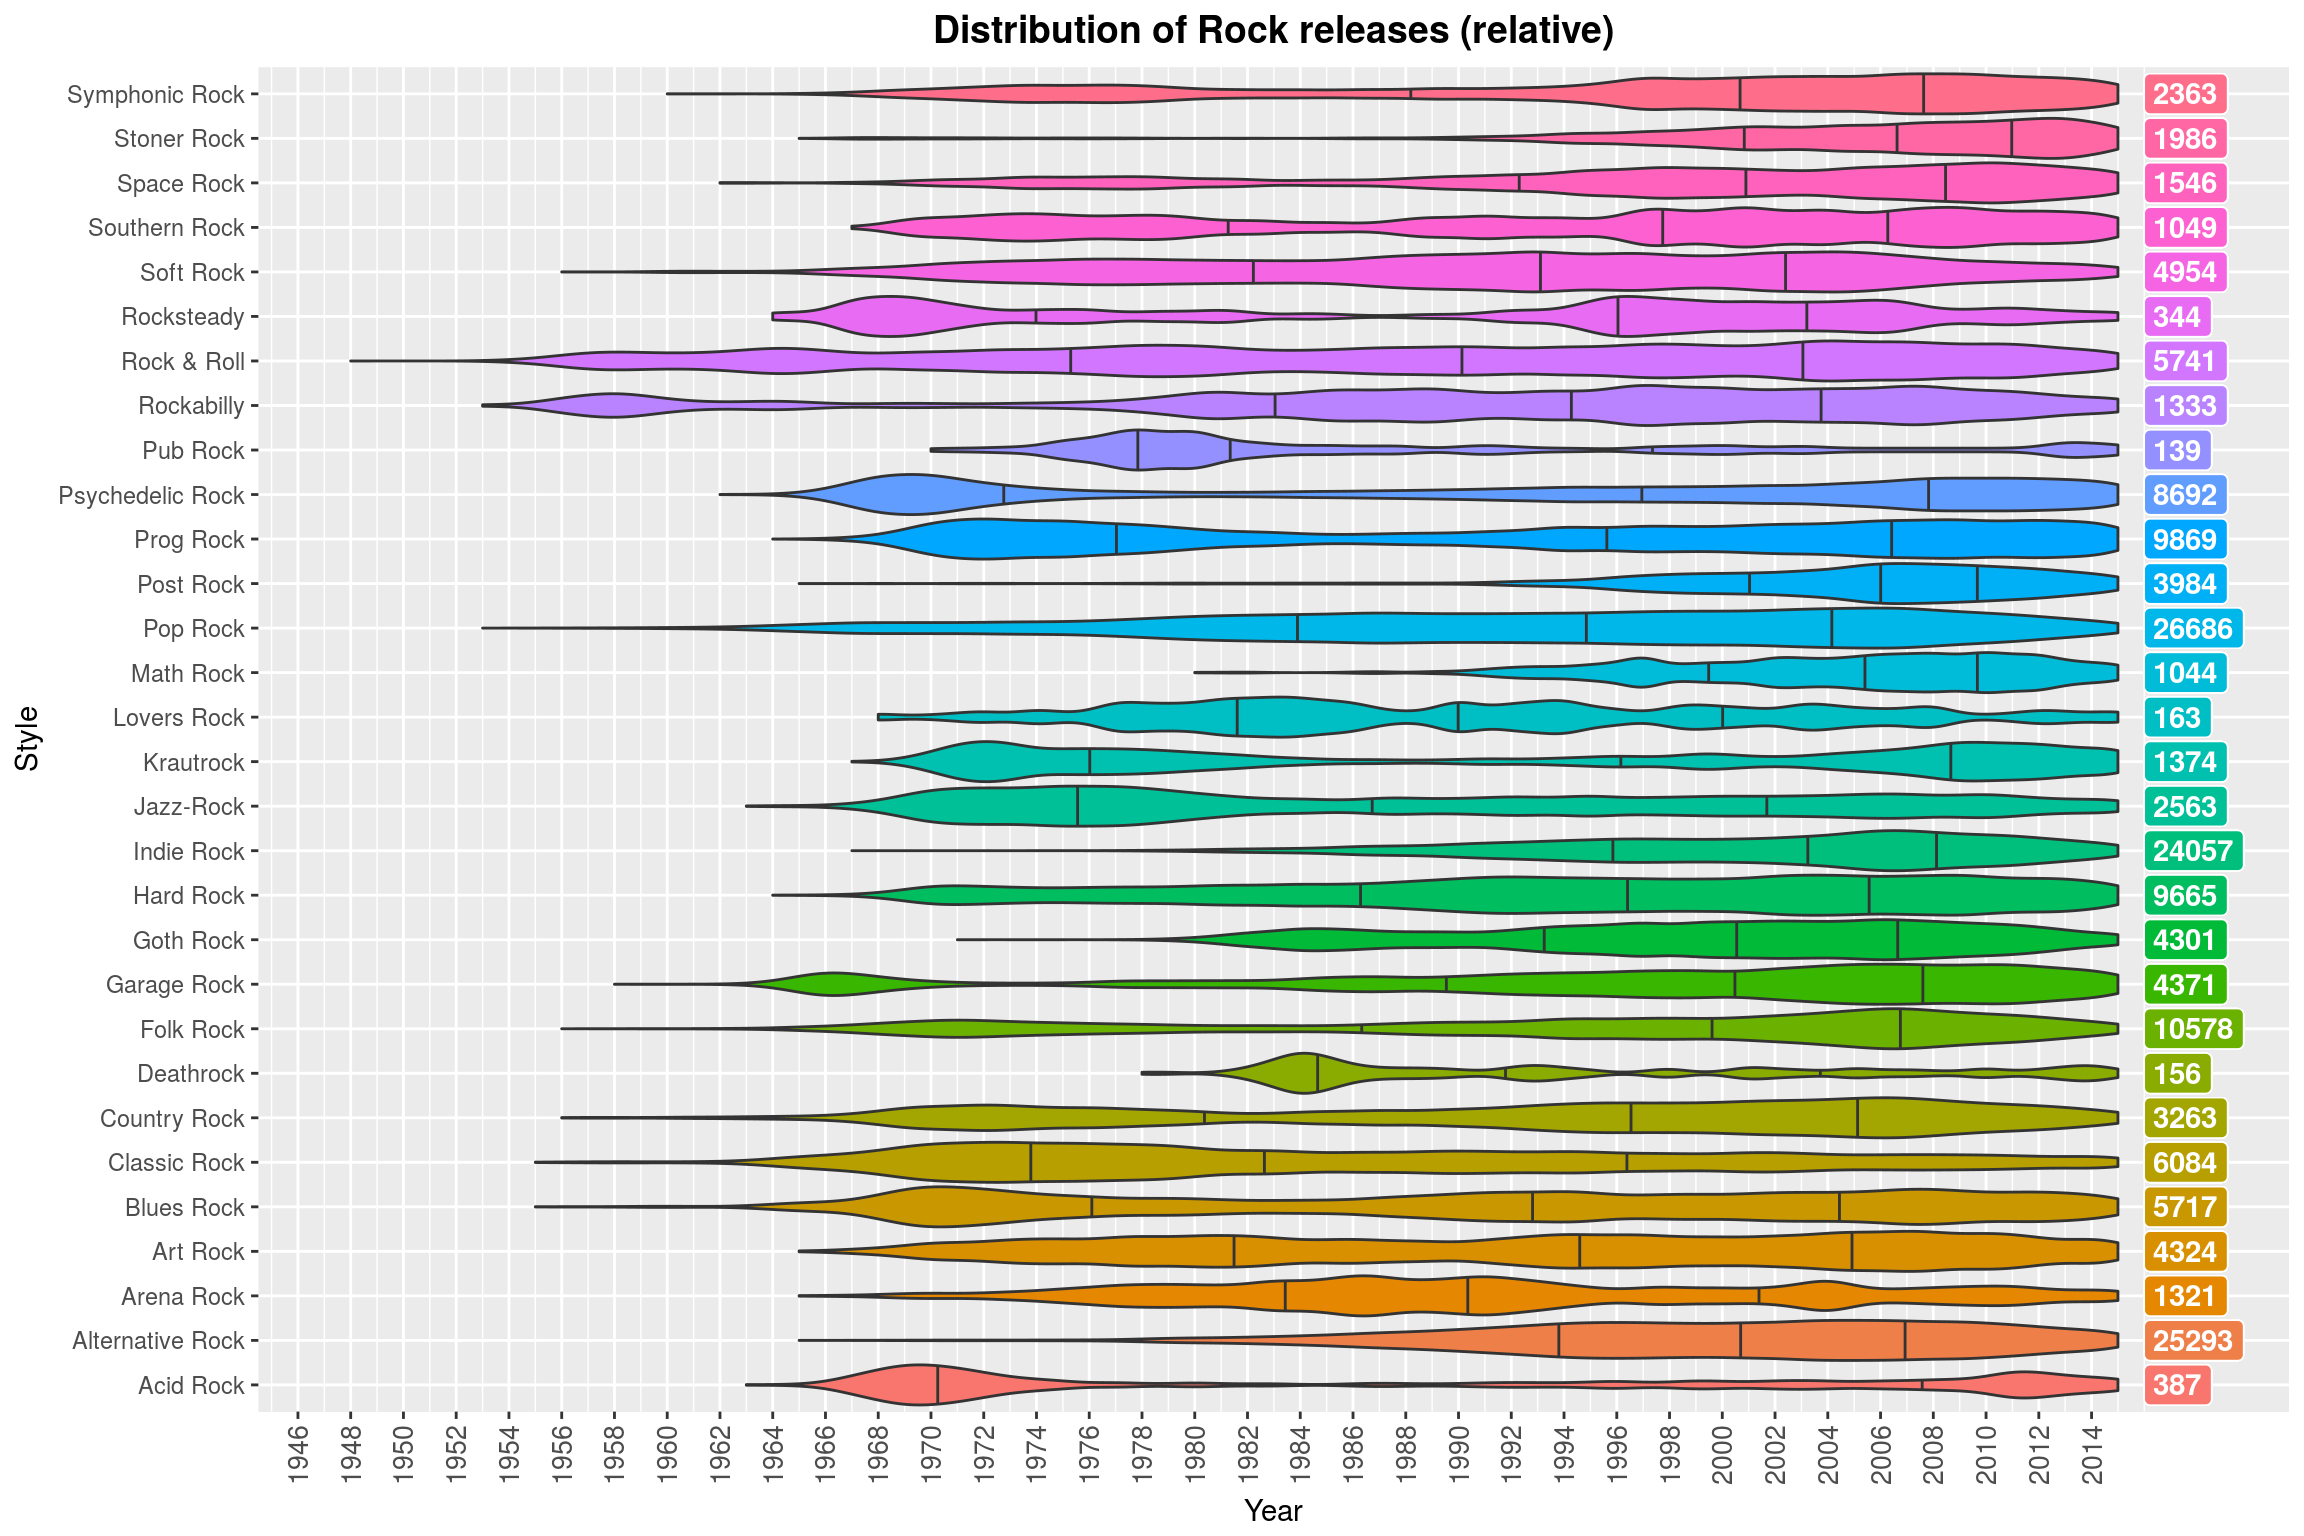 Distribution of Rock releases (relative)
Style
Symphonic Rock 2363
Stoner Rock 1986
Space Rock 1546
Southern Rock 1049
Soft Rock 4954
Rocksteady 344
Rock & Roll 5741
Rockabilly 1333
Pub Rock 139
Psychedelic Rock 8692
Prog Rock 9869
Post Rock 3984
Pop Rock 26686
Math Rock 1044
Lovers Rock 163
Krautrock 1374
Jazz-Rock 2563
Indie Rock 24057
Hard Rock 9665
Goth Rock 4301
Garage Rock 4371
Folk Rock 10578
Deathrock 156
Country Rock 3263
Classic Rock 6084
Blues Rock 5717
Art Rock 4324
Arena Rock 1321
Alternative Rock 25293
Acid Rock 387
1946 1948 1950 1952 1954 1956 1958 1960 1962 1964 1966 1968 1970 1972 1974 1976 1978 1980 1982 1984 1986 1988 1990 1992 1994 1996 1998 2000 2002 2004 2006 2008 2010 2012 2014
Year